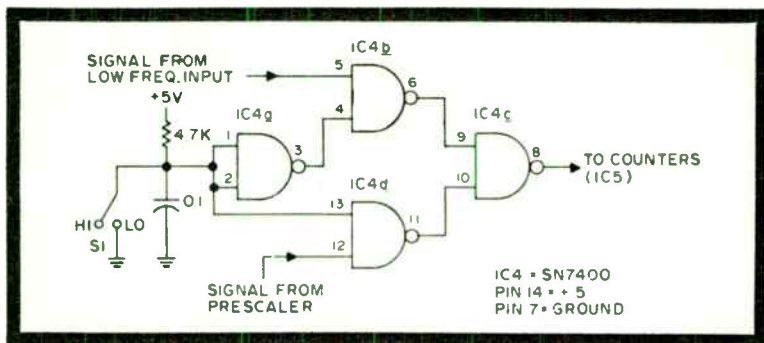 SIGNAL FROM
LOW FREQ. INPUT
+5V
4.7K
1
2
IC4a
3
IC4b
5
4
6
IC4c
9
10
8
TO COUNTERS
(IC5)
IC4d
13
12
11
.01
HI
LO
S1
SIGNAL FROM
PRESCALER
IC4 = SN7400
PIN 14 = + 5
PIN 7 = GROUND